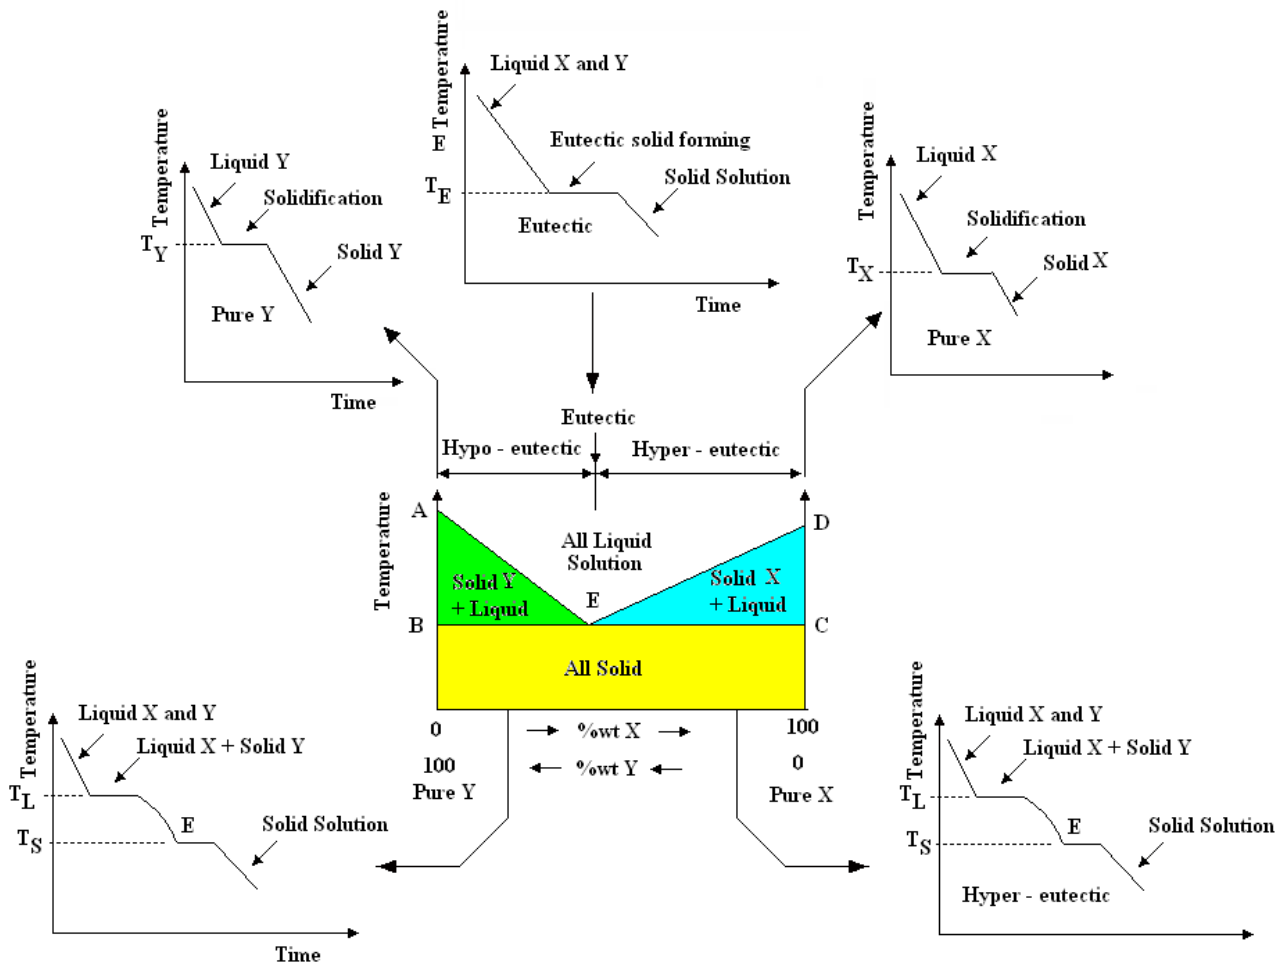 Temperature
Liquid X and Y
E
Eutectic solid forming
Solid Solution
T E
Eutectic
Time
Temperature
Liquid Y
Solidification
T Y
Solid Y
Pure Y
Time
Temperature
Liquid X
Solidification
T X
Solid X
Pure X
Eutectic
Hypo - eutectic
Hyper - eutectic
Temperature
A
D
All Liquid
Solution
Solid Y
+ Liquid
E
Solid X
+ Liquid
B
C
All Solid
0
%wt X
100
100
%wt Y
0
Pure Y
Pure X
Temperature
Liquid X and Y
Liquid X + Solid Y
T L
E
Solid Solution
T S
Time
Temperature
Liquid X and Y
Liquid X + Solid Y
T L
E
Solid Solution
T S
Hyper - eutectic